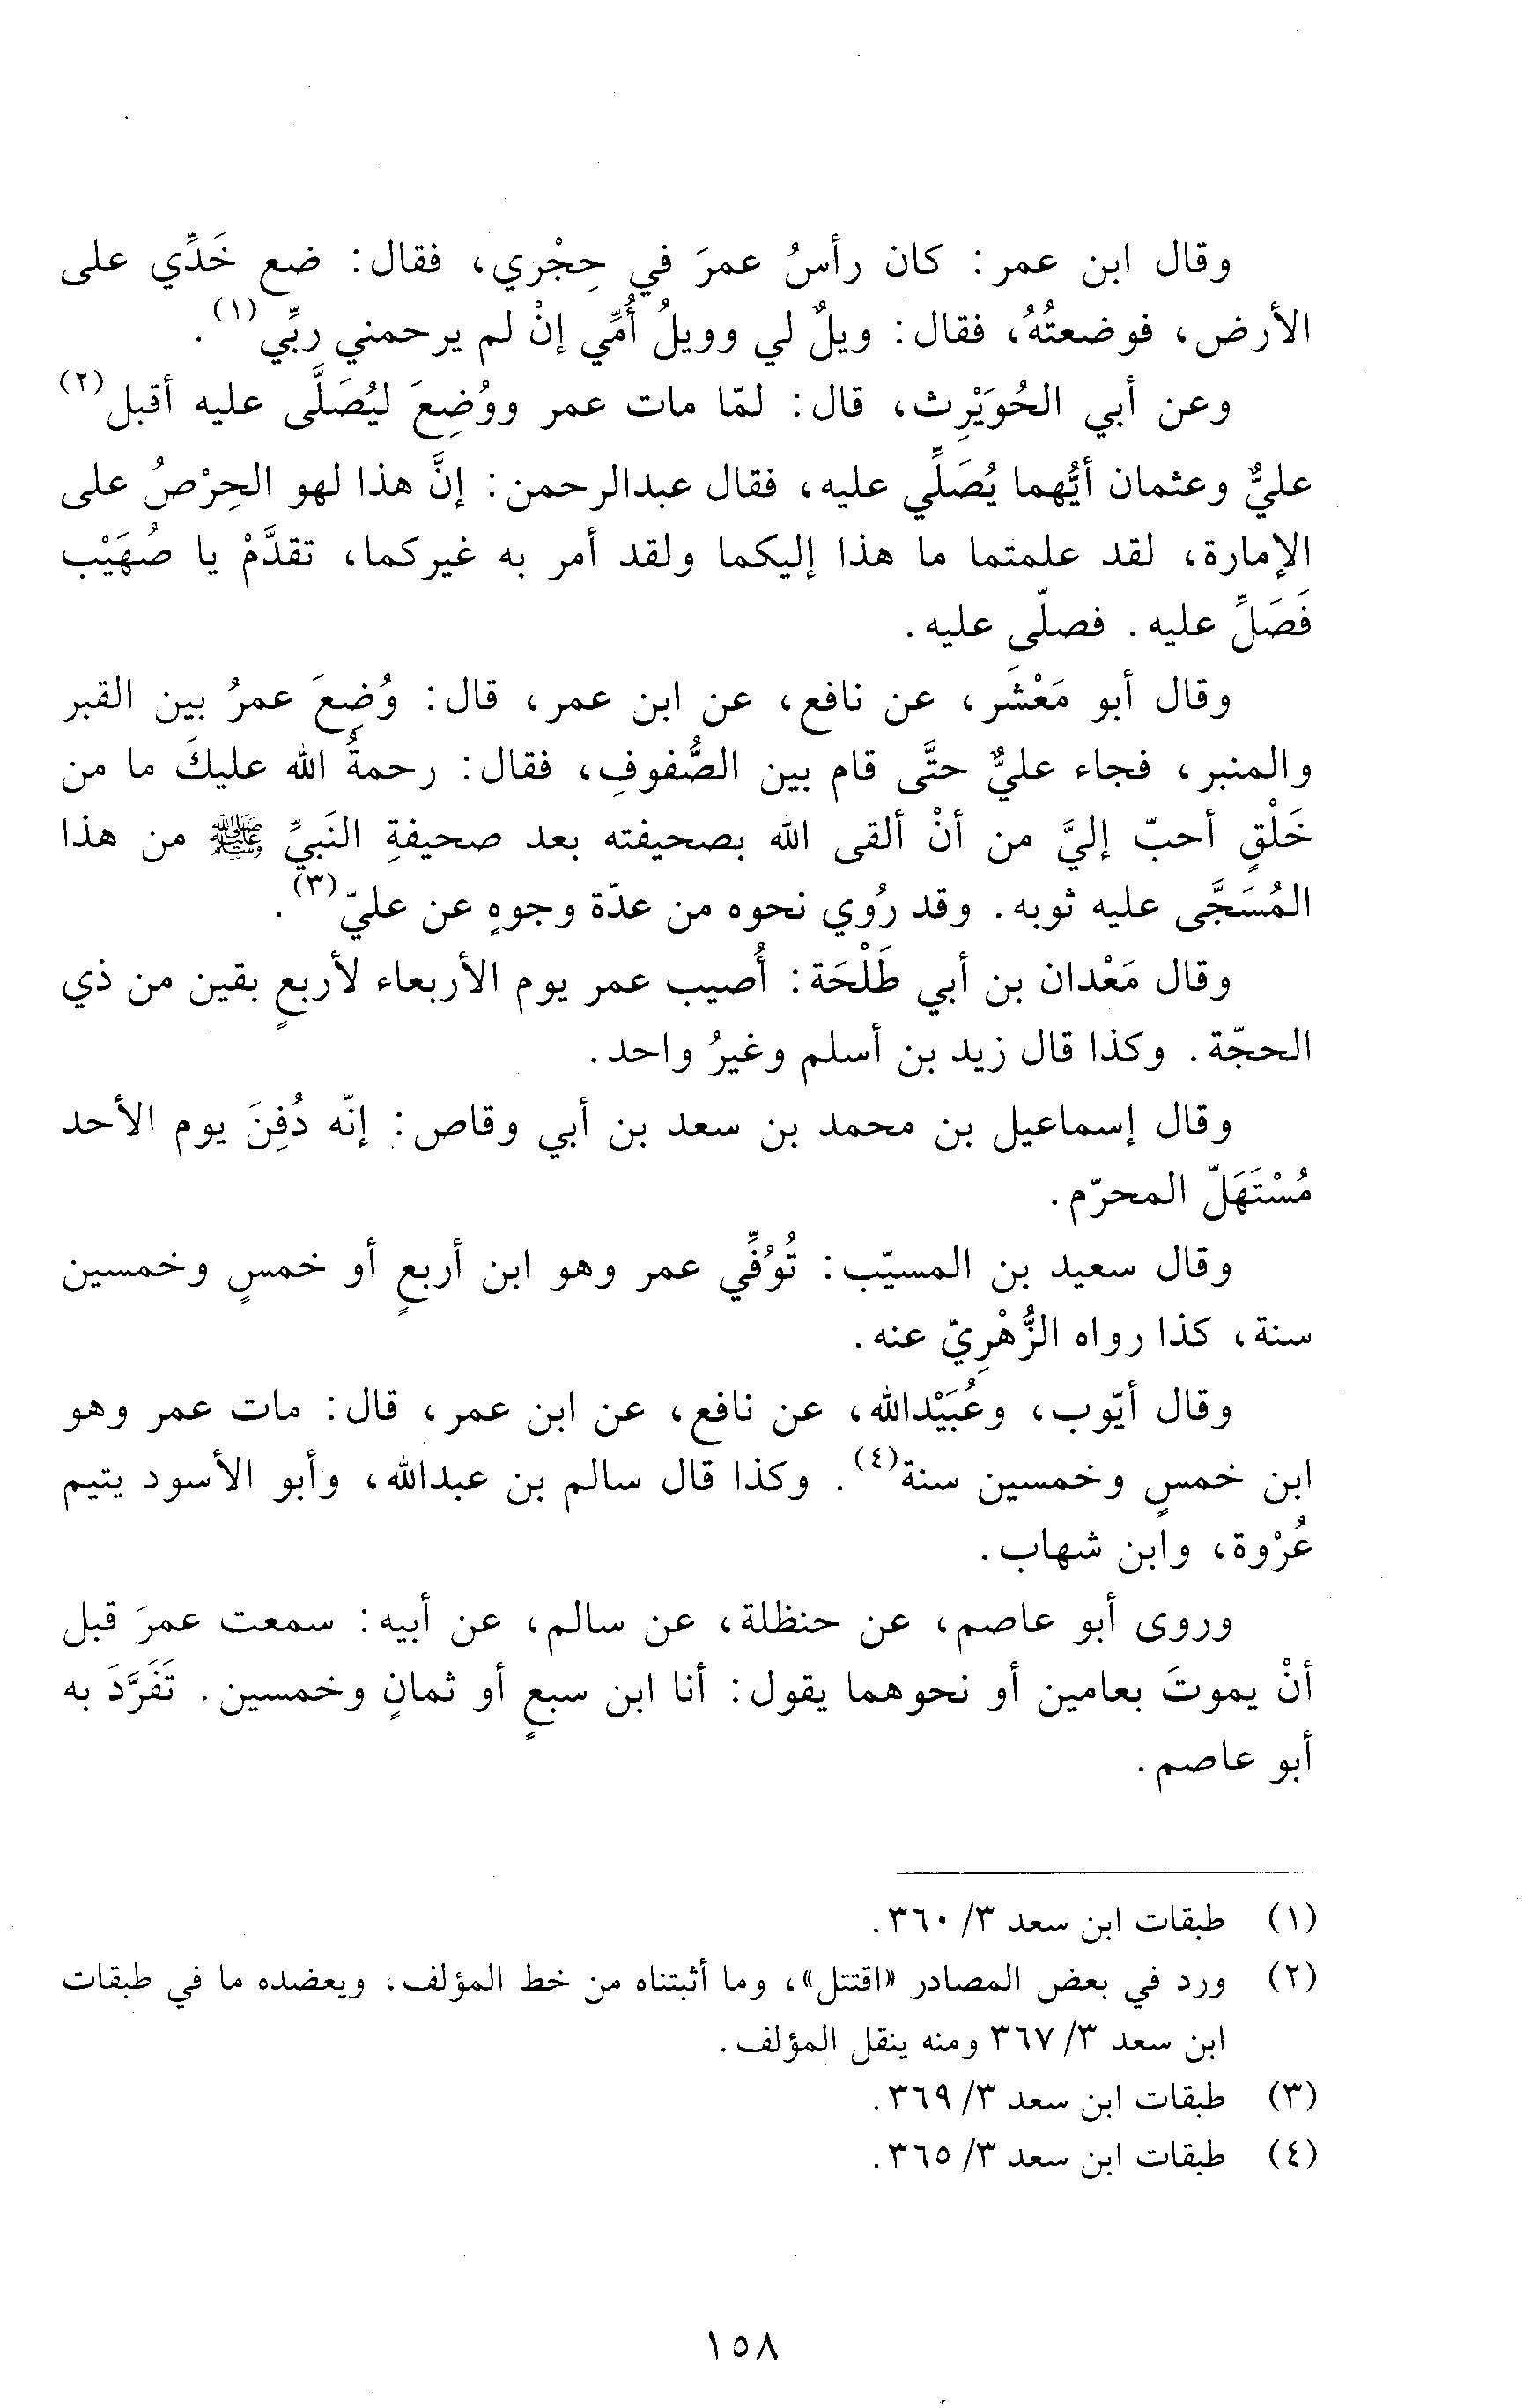 وقال ابن عمر: كان رأسُ عمرَ في حِجْري، فقال: ضع خَدِّي على
الأرض، فوضعتُهُ، فقال: ويلٌ لي وويلُ أُمِّي إنْ لم يرحمني ربِّي(١).
وعن أبي الحُوَيْرِث، قال: لمّا مات عمر ووُضِعَ ليُصَلَّى عليه أقبل(٢)
عليٌّ وعثمان أيُّهما يُصَلِّي عليه، فقال عبدالرحمن: إنَّ هذا لهو الحِرْصُ على
الإمارة، لقد علمتما ما هذا إليكما ولقد أمر به غيركما، تقدَّمْ يا صُهَيْب
فَصَلِّ عليه. فصلّى عليه.
وقال أبو مَعْشَر، عن نافع، عن ابن عمر، قال: وُضِعَ عمرُ بين القبر
والمنبر، فجاء عليٌّ حتَّى قام بين الصُّفوفِ، فقال: رحمةُ الله عليكَ ما من
خَلْقٍ أحبّ إليَّ من أنْ ألقى الله بصحيفته بعد صحيفةِ النَبيِّ ﷺ من هذا
المُسَجَّى عليه ثوبه. وقد رُوي نحوه من عدّة وجوهٍ عن عليّ(٣).
وقال مَعْدان بن أبي طَلْحَة: أُصيب عمر يوم الأربعاء لأربعٍ بقين من ذي
الحجّة. وكذا قال زيد بن أسلم وغيرُ واحد.
وقال إسماعيل بن محمد بن سعد بن أبي وقاص: إنّه دُفِنَ يوم الأحد
مُسْتَهَلّ المحرّم.
وقال سعيد بن المسيّب: تُوُفِّي عمر وهو ابن أربعٍ أو خمسٍ وخمسين
سنة، كذا رواه الزُّهْرِيّ عنه.
وقال أيّوب، وعُبَيْدالله، عن نافع، عن ابن عمر، قال: مات عمر وهو
ابن خمسٍ وخمسين سنة(٤). وكذا قال سالم بن عبدالله، وأبو الأسود يتيم
عُرْوة، وابن شهاب.
وروى أبو عاصم، عن حنظلة، عن سالم، عن أبيه: سمعت عمرَ قبل
أنْ يموتَ بعامين أو نحوهما يقول: أنا ابن سبعٍ أو ثمانٍ وخمسين. تَفَرَّدَ به
أبو عاصم.
(١) طبقات ابن سعد ٣/ ٣٦٠.
(٢) ورد في بعض المصادر «اقتتل»، وما أثبتناه من خط المؤلف، ويعضده ما في طبقات
ابن سعد ٣/ ٣٦٧ ومنه ينقل المؤلف.
(٣) طبقات ابن سعد ٣/ ٣٦٩.
(٤) طبقات ابن سعد ٣/ ٣٦٥.
١٥٨